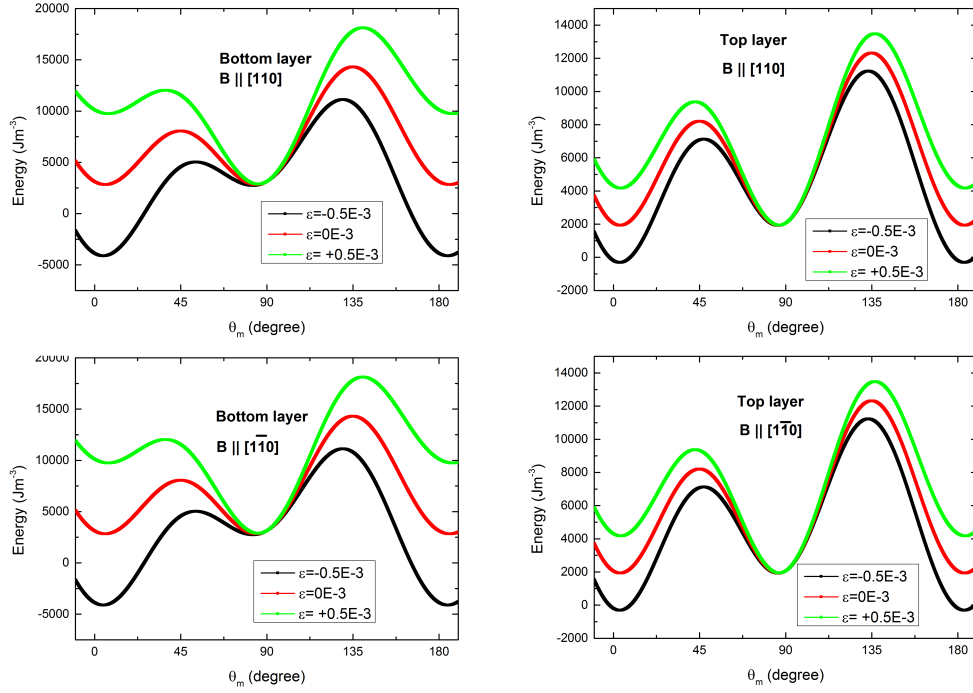 20000
15000
10000
5000
0
-5000
Energy (Jm⁻³)
Bottom layer
B || [110]
ε=-0.5E-3
ε=0E-3
ε= +0.5E-3
0 45 90 135 180
θm (degree)
14000
12000
10000
8000
6000
4000
2000
0
-2000
Energy (Jm⁻³)
Top layer
B || [110]
ε=-0.5E-3
ε=0E-3
ε= +0.5E-3
0 45 90 135 180
θm (degree)
20000
15000
10000
5000
0
-5000
Energy (Jm⁻³)
Bottom layer
B || [11̅0]
ε=-0.5E-3
ε=0E-3
ε= +0.5E-3
0 45 90 135 180
θm (degree)
14000
12000
10000
8000
6000
4000
2000
0
-2000
Energy (Jm⁻³)
Top layer
B || [11̅0]
ε=-0.5E-3
ε=0E-3
ε= +0.5E-3
0 45 90 135 180
θm (degree)